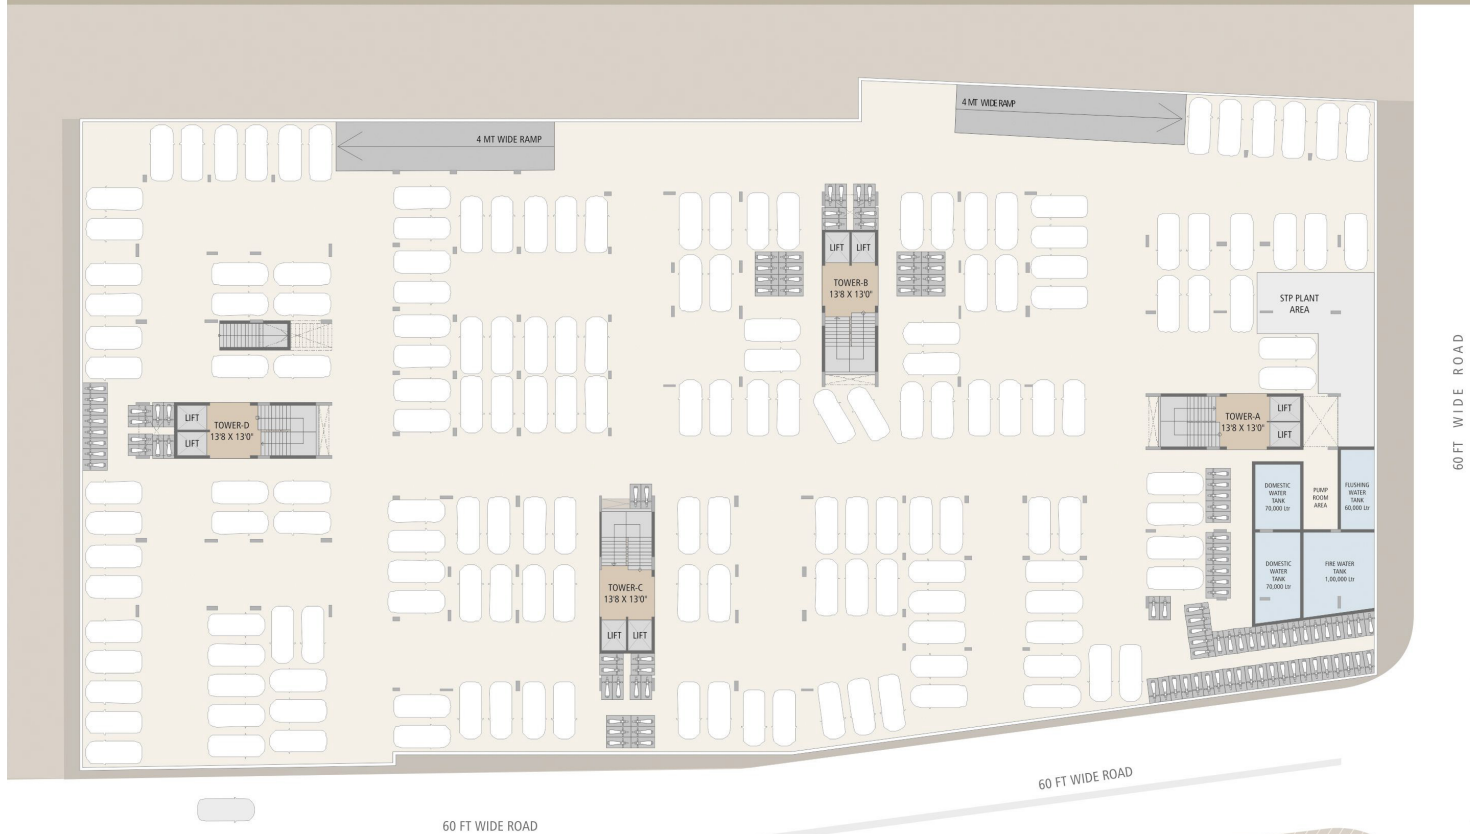 4 MT WIDE RAMP
4 MT WIDE RAMP
LIFT
LIFT
TOWER-B
13'8 X 13'0"
STP PLANT
AREA
60 FT WIDE ROAD
LIFT
LIFT
TOWER-D
13'8 X 13'0"
TOWER-A
13'8 X 13'0"
LIFT
LIFT
DOMESTIC
WATER
TANK
70,000 Ltr
PUMP
ROOM
AREA
FLUSHING
WATER
TANK
60,000 Ltr
DOMESTIC
WATER
TANK
70,000 Ltr
FIRE WATER
TANK
1,00,000 Ltr
TOWER-C
13'8 X 13'0"
LIFT
LIFT
60 FT WIDE ROAD
60 FT WIDE ROAD